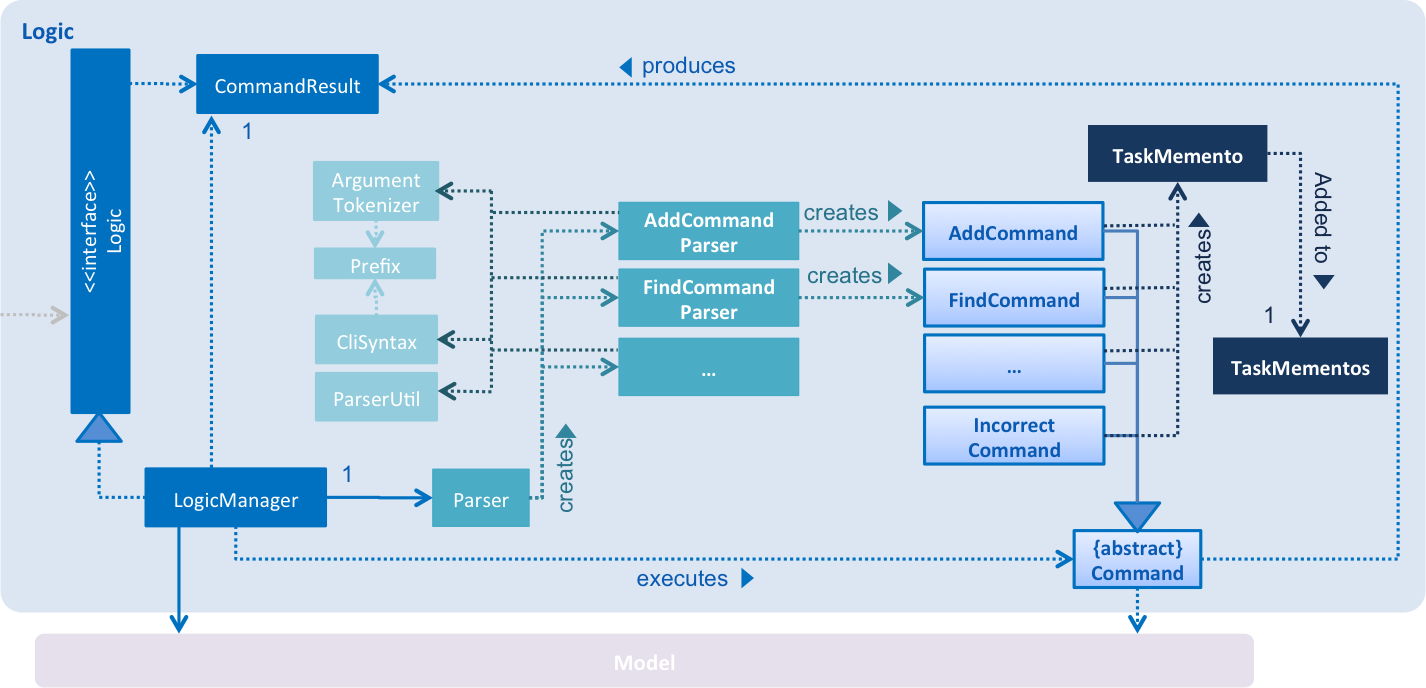 Logic
<<interface>>
Logic
CommandResult
1
produces
Argument
Tokenizer
Prefix
CliSyntax
ParserUtil
AddCommand
Parser
FindCommand
Parser
...
creates
creates
AddCommand
FindCommand
...
Incorrect
Command
TaskMemento
creates
Added to
1
TaskMementos
LogicManager
1
Parser
creates
executes
{abstract}
Command
Model